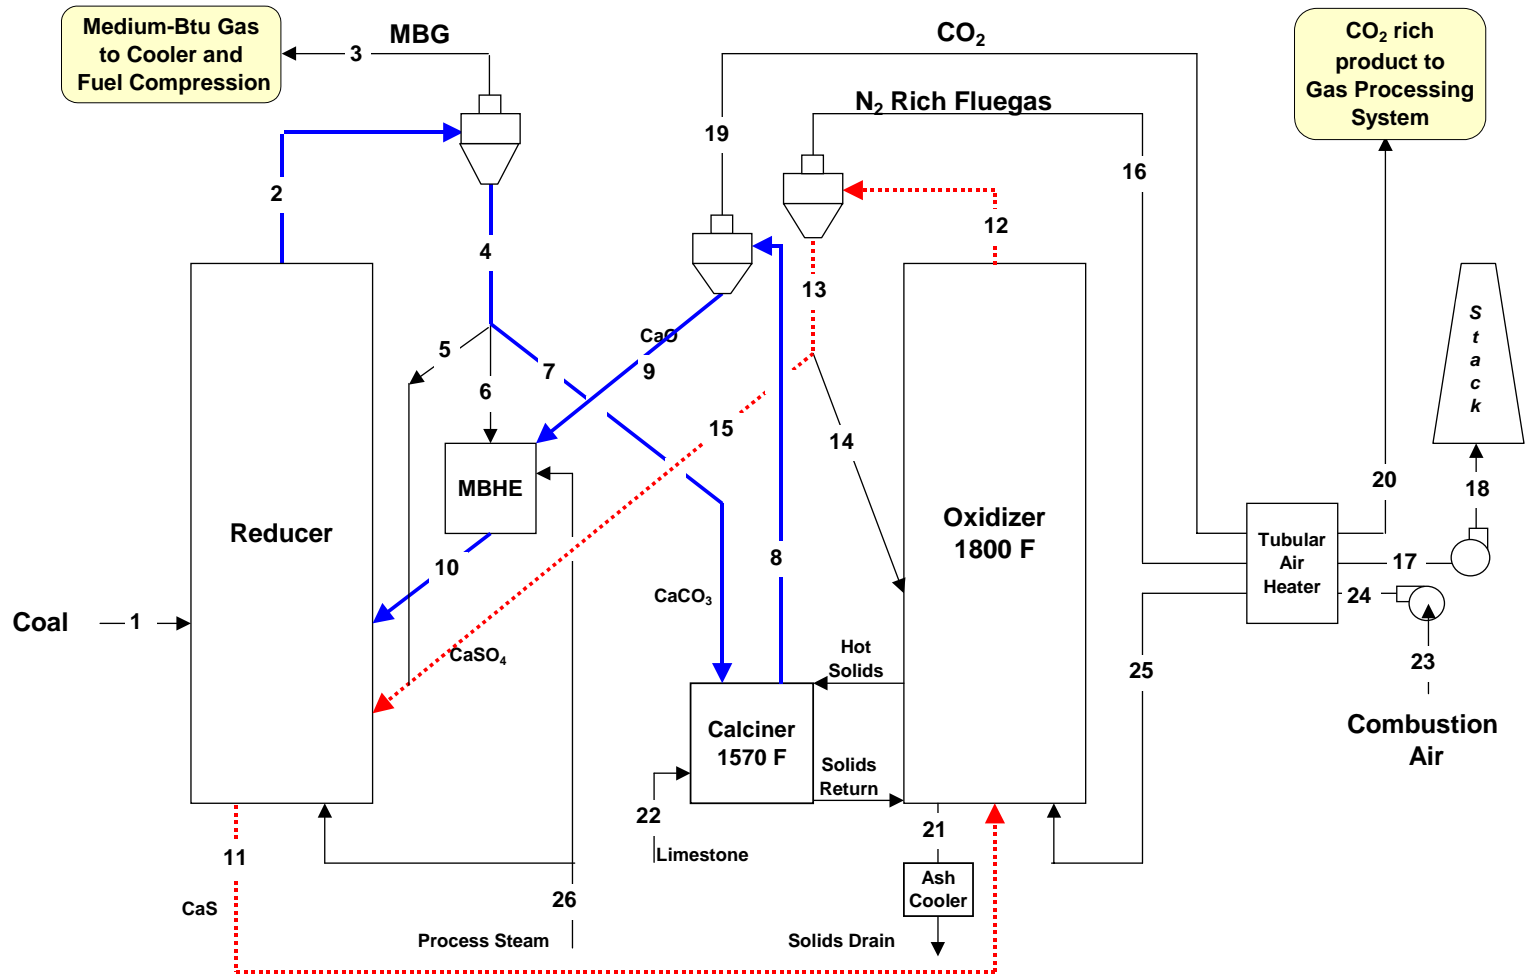 Medium-Btu Gas
to Cooler and
Fuel Compression
3
MBG
CO₂
N₂ Rich Fluegas
CO₂ rich
product to
Gas Processing
System
19
16
2
12
4
13
S
t
a
c
k
CaO
5
6
7
9
15
14
MBHE
20
18
Reducer
Oxidizer
1800 F
Tubular
Air
Heater
17
8
10
CaCO₃
24
Coal
1
CaSO₄
Hot
Solids
25
23
Calciner
1570 F
Combustion
Air
Solids
Return
22
21
Limestone
11
Ash
Cooler
26
CaS
Process Steam
Solids Drain